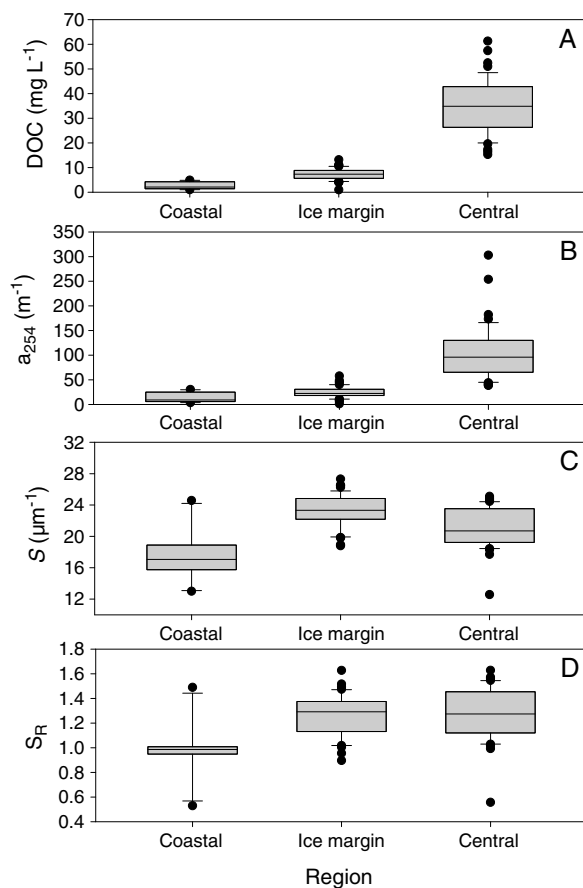 A
DOC (mg L⁻¹)
70
60
50
40
30
20
10
0
Coastal Ice margin Central
B
a₂₅₄ (m⁻¹)
350
300
250
200
150
100
50
0
Coastal Ice margin Central
C
S (µm⁻¹)
32
28
24
20
16
12
Coastal Ice margin Central
D
S_R
1.8
1.6
1.4
1.2
1.0
0.8
0.6
0.4
Coastal Ice margin Central
Region